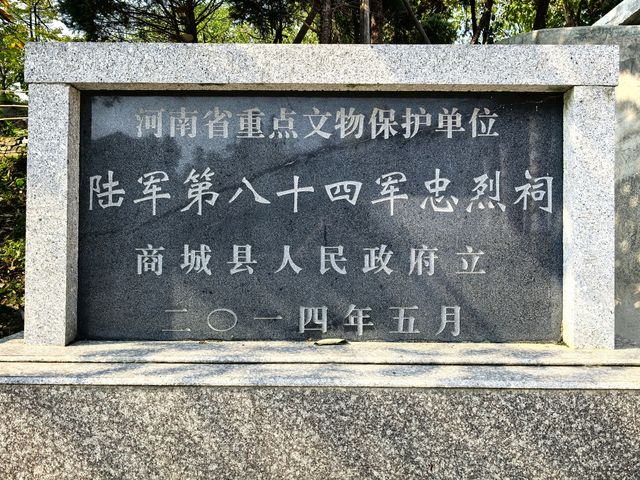 河南省重点文物保护单位
陆军第八十四军忠烈祠
商城县人民政府立
二〇一四年五月